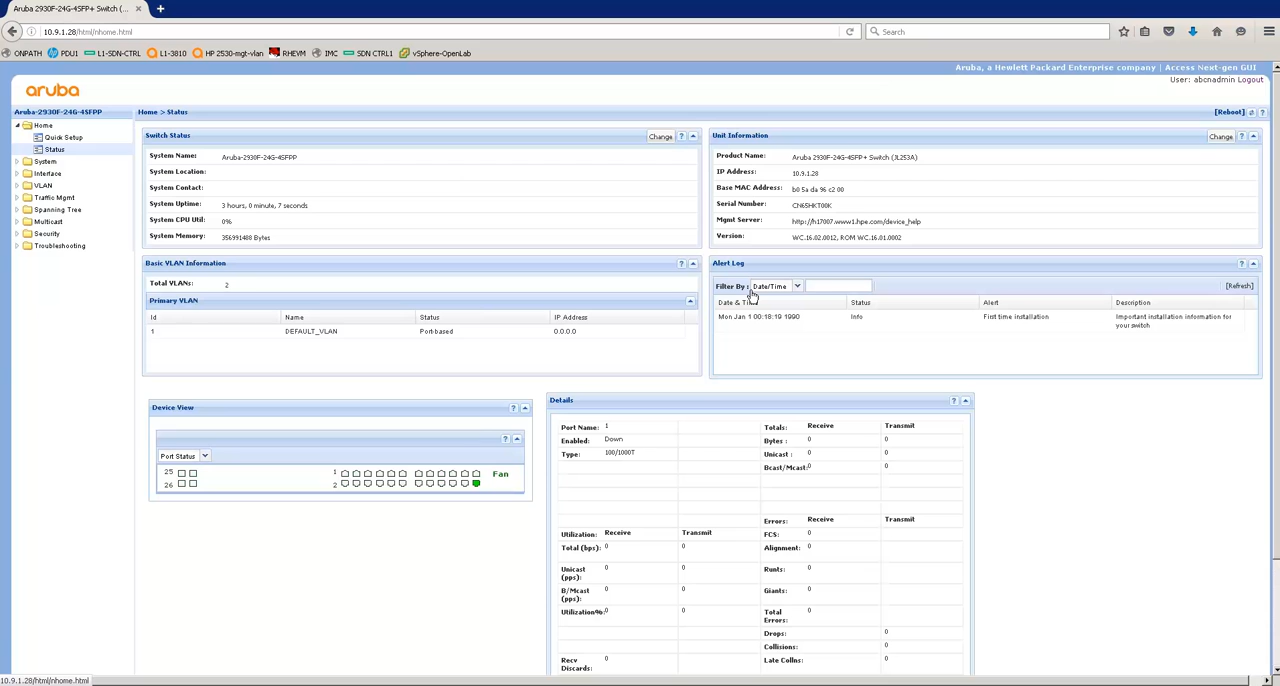 Aruba 2930F-24G-4SFP+ Switch (...
10.9.1.28/html/nhome.html
Search
ONPATH PDU1 L1-SDN-CTRL L1-3810 HP 2530-mgt-vlan RHEVM IMC SDN CTRL1 vSphere-OpenLab
Aruba, a Hewlett Packard Enterprise company | Access Next-gen GUI
User: abcnadmin Logout
aruba
Aruba-2930F-24G-4SFPP
Home > Status
[Reboot] ?
Home
Quick Setup
Status
System
Interface
VLAN
Traffic Mgmt
Spanning Tree
Multicast
Security
Troubleshooting
Switch Status Change ?
System Name: Aruba-2930F-24G-4SFPP
System Location:
System Contact:
System Uptime: 3 hours, 0 minute, 7 seconds
System CPU Util: 0%
System Memory: 356991488 Bytes
Unit Information Change ?
Product Name: Aruba 2930F-24G-4SFP+ Switch (JL253A)
IP Address: 10.9.1.28
Base MAC Address: b0 5a da 96 c2 00
Serial Number: CN65HKT00K
Mgmt Server: http://h17007.www1.hpe.com/device_help
Version: WC.16.02.0012, ROM WC.16.01.0002
Basic VLAN Information ?
Total VLANs: 2
Primary VLAN
Id Name Status IP Address
1 DEFAULT_VLAN Port-based 0.0.0.0
Alert Log ?
Filter By : Date/Time [Refresh]
Date & Status Alert Description
Mon Jan 1 00:18:19 1990 Info First time installation Important installation information for
your switch
Device View ?
?
Port Status
25 1 Fan
26 2
Details ?
Port Name: 1 Totals: Receive Transmit
Enabled: Down Bytes : 0 0
Type: 100/1000T Unicast : 0 0
Bcast/Mcast: 0 0
Errors: Receive Transmit
Utilization: Receive Transmit FCS: 0
Total (bps): 0 0 Alignment: 0
Unicast
(pps): 0 0 Runts: 0
B/Mcast
(pps): 0 0 Giants: 0
Utilization%: 0 0 Total
Errors: 0
Drops: 0
Collisions: 0
Recv
Discards: 0 Late Collns: 0
10.9.1.28/html/nhome.html